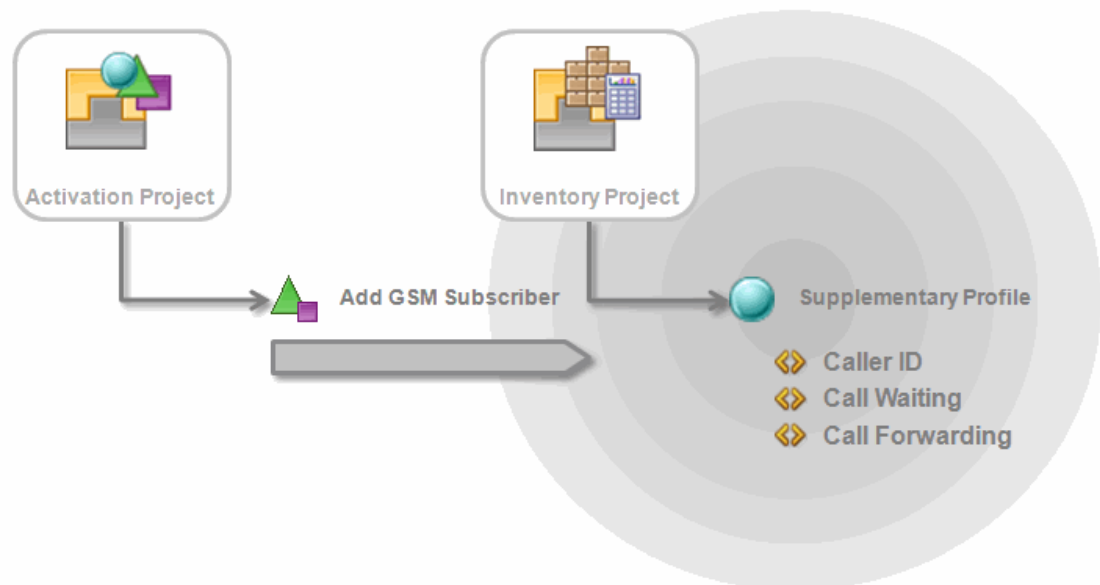 Activation Project
Inventory Project
Add GSM Subscriber
Supplementary Profile
Caller ID
Call Waiting
Call Forwarding